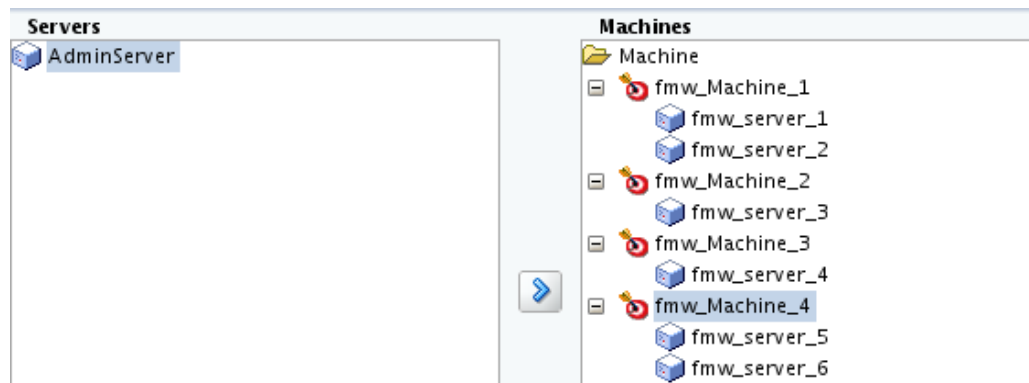 Servers
AdminServer
Machines
Machine
fmw_Machine_1
fmw_server_1
fmw_server_2
fmw_Machine_2
fmw_server_3
fmw_Machine_3
fmw_server_4
fmw_Machine_4
fmw_server_5
fmw_server_6